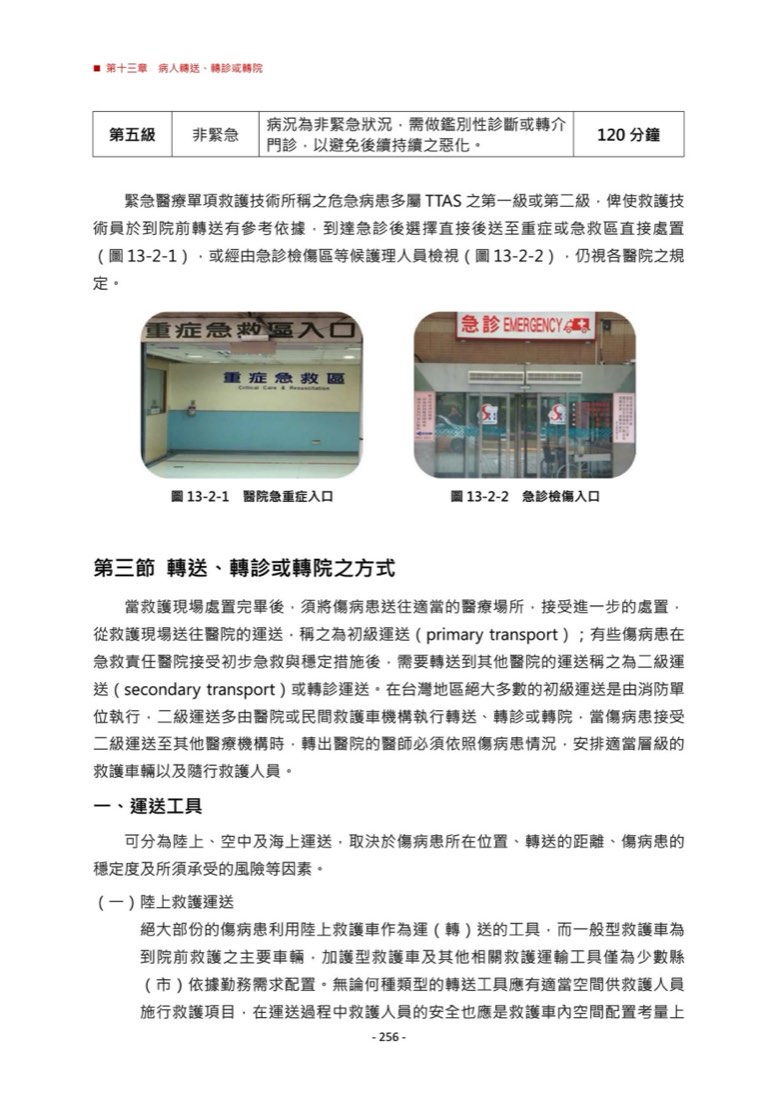 ■ 第十三章 病人轉送、轉診或轉院
第五級 非緊急 病況為非緊急狀況，需做鑑別性診斷或轉介 120 分鐘
門診，以避免後續持續之惡化。
緊急醫療單項救護技術所稱之危急病患多屬 TTAS 之第一級或第二級，俾使救護技
術員於到院前轉送有參考依據，到達急診後選擇直接後送至重症或急救區直接處置
（圖 13-2-1），或經由急診檢傷區等候護理人員檢視（圖 13-2-2），仍視各醫院之規
定。
重症急救區入口
重症急救區
Critical Care & Resuscitation
急診 EMERGENCY
圖 13-2-1 醫院急重症入口
圖 13-2-2 急診檢傷入口
第三節 轉送、轉診或轉院之方式
當救護現場處置完畢後，須將傷病患送往適當的醫療場所，接受進一步的處置，
從救護現場送往醫院的運送，稱之為初級運送（primary transport）；有些傷病患在
急救責任醫院接受初步急救與穩定措施後，需要轉送到其他醫院的運送稱之為二級運
送（secondary transport）或轉診運送。在台灣地區絕大多數的初級運送是由消防單
位執行，二級運送多由醫院或民間救護車機構執行轉送、轉診或轉院，當傷病患接受
二級運送至其他醫療機構時，轉出醫院的醫師必須依照傷病患情況，安排適當層級的
救護車輛以及隨行救護人員。
一、運送工具
可分為陸上、空中及海上運送，取決於傷病患所在位置、轉送的距離、傷病患的
穩定度及所須承受的風險等因素。
（一）陸上救護運送
絕大部份的傷病患利用陸上救護車作為運（轉）送的工具，而一般型救護車為
到院前救護之主要車輛，加護型救護車及其他相關救護運輸工具僅為少數縣
（市）依據勤務需求配置。無論何種類型的轉送工具應有適當空間供救護人員
施行救護項目，在運送過程中救護人員的安全也應是救護車內空間配置考量上
- 256 -